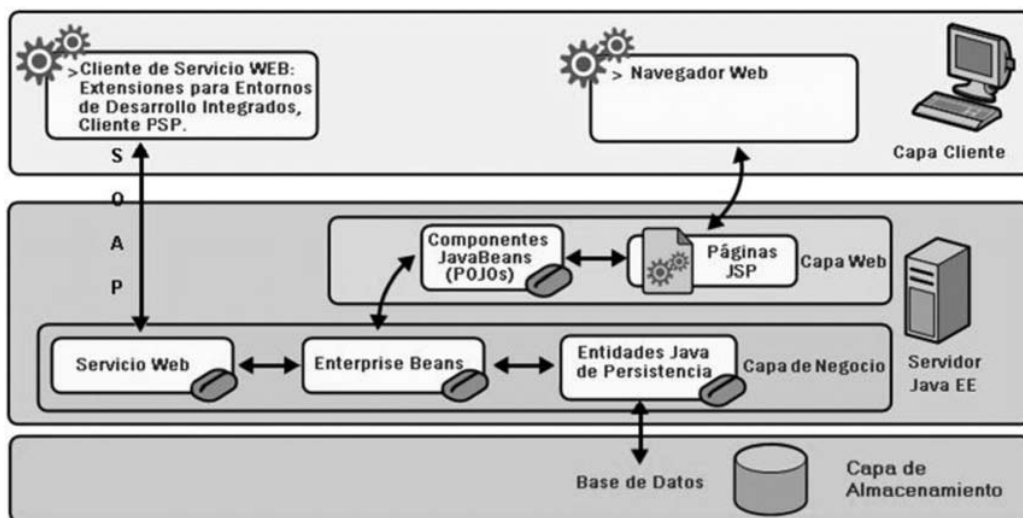 >Cliente de Servicio WEB:
Extensiones para Entornos
de Desarrollo Integrados,
Cliente PSP.
> Navegador Web
Capa Cliente
S
O
A
P
Componentes
JavaBeans
(POJOs)
Páginas
JSP
Capa Web
Servicio Web
Enterprise Beans
Entidades Java
de Persistencia
Capa de Negocio
Servidor
Java EE
Base de Datos
Capa de
Almacenamiento